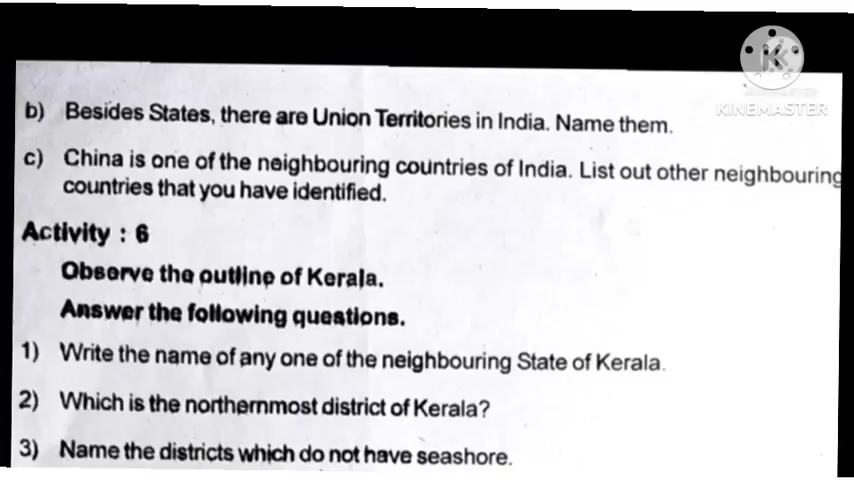 KINEMASTER
b) Besides States, there are Union Territories in India. Name them.
c) China is one of the neighbouring countries of India. List out other neighbouring
countries that you have identified.
Activity : 6
Observe the outline of Kerala.
Answer the following questions.
1) Write the name of any one of the neighbouring State of Kerala.
2) Which is the northernmost district of Kerala?
3) Name the districts which do not have seashore.